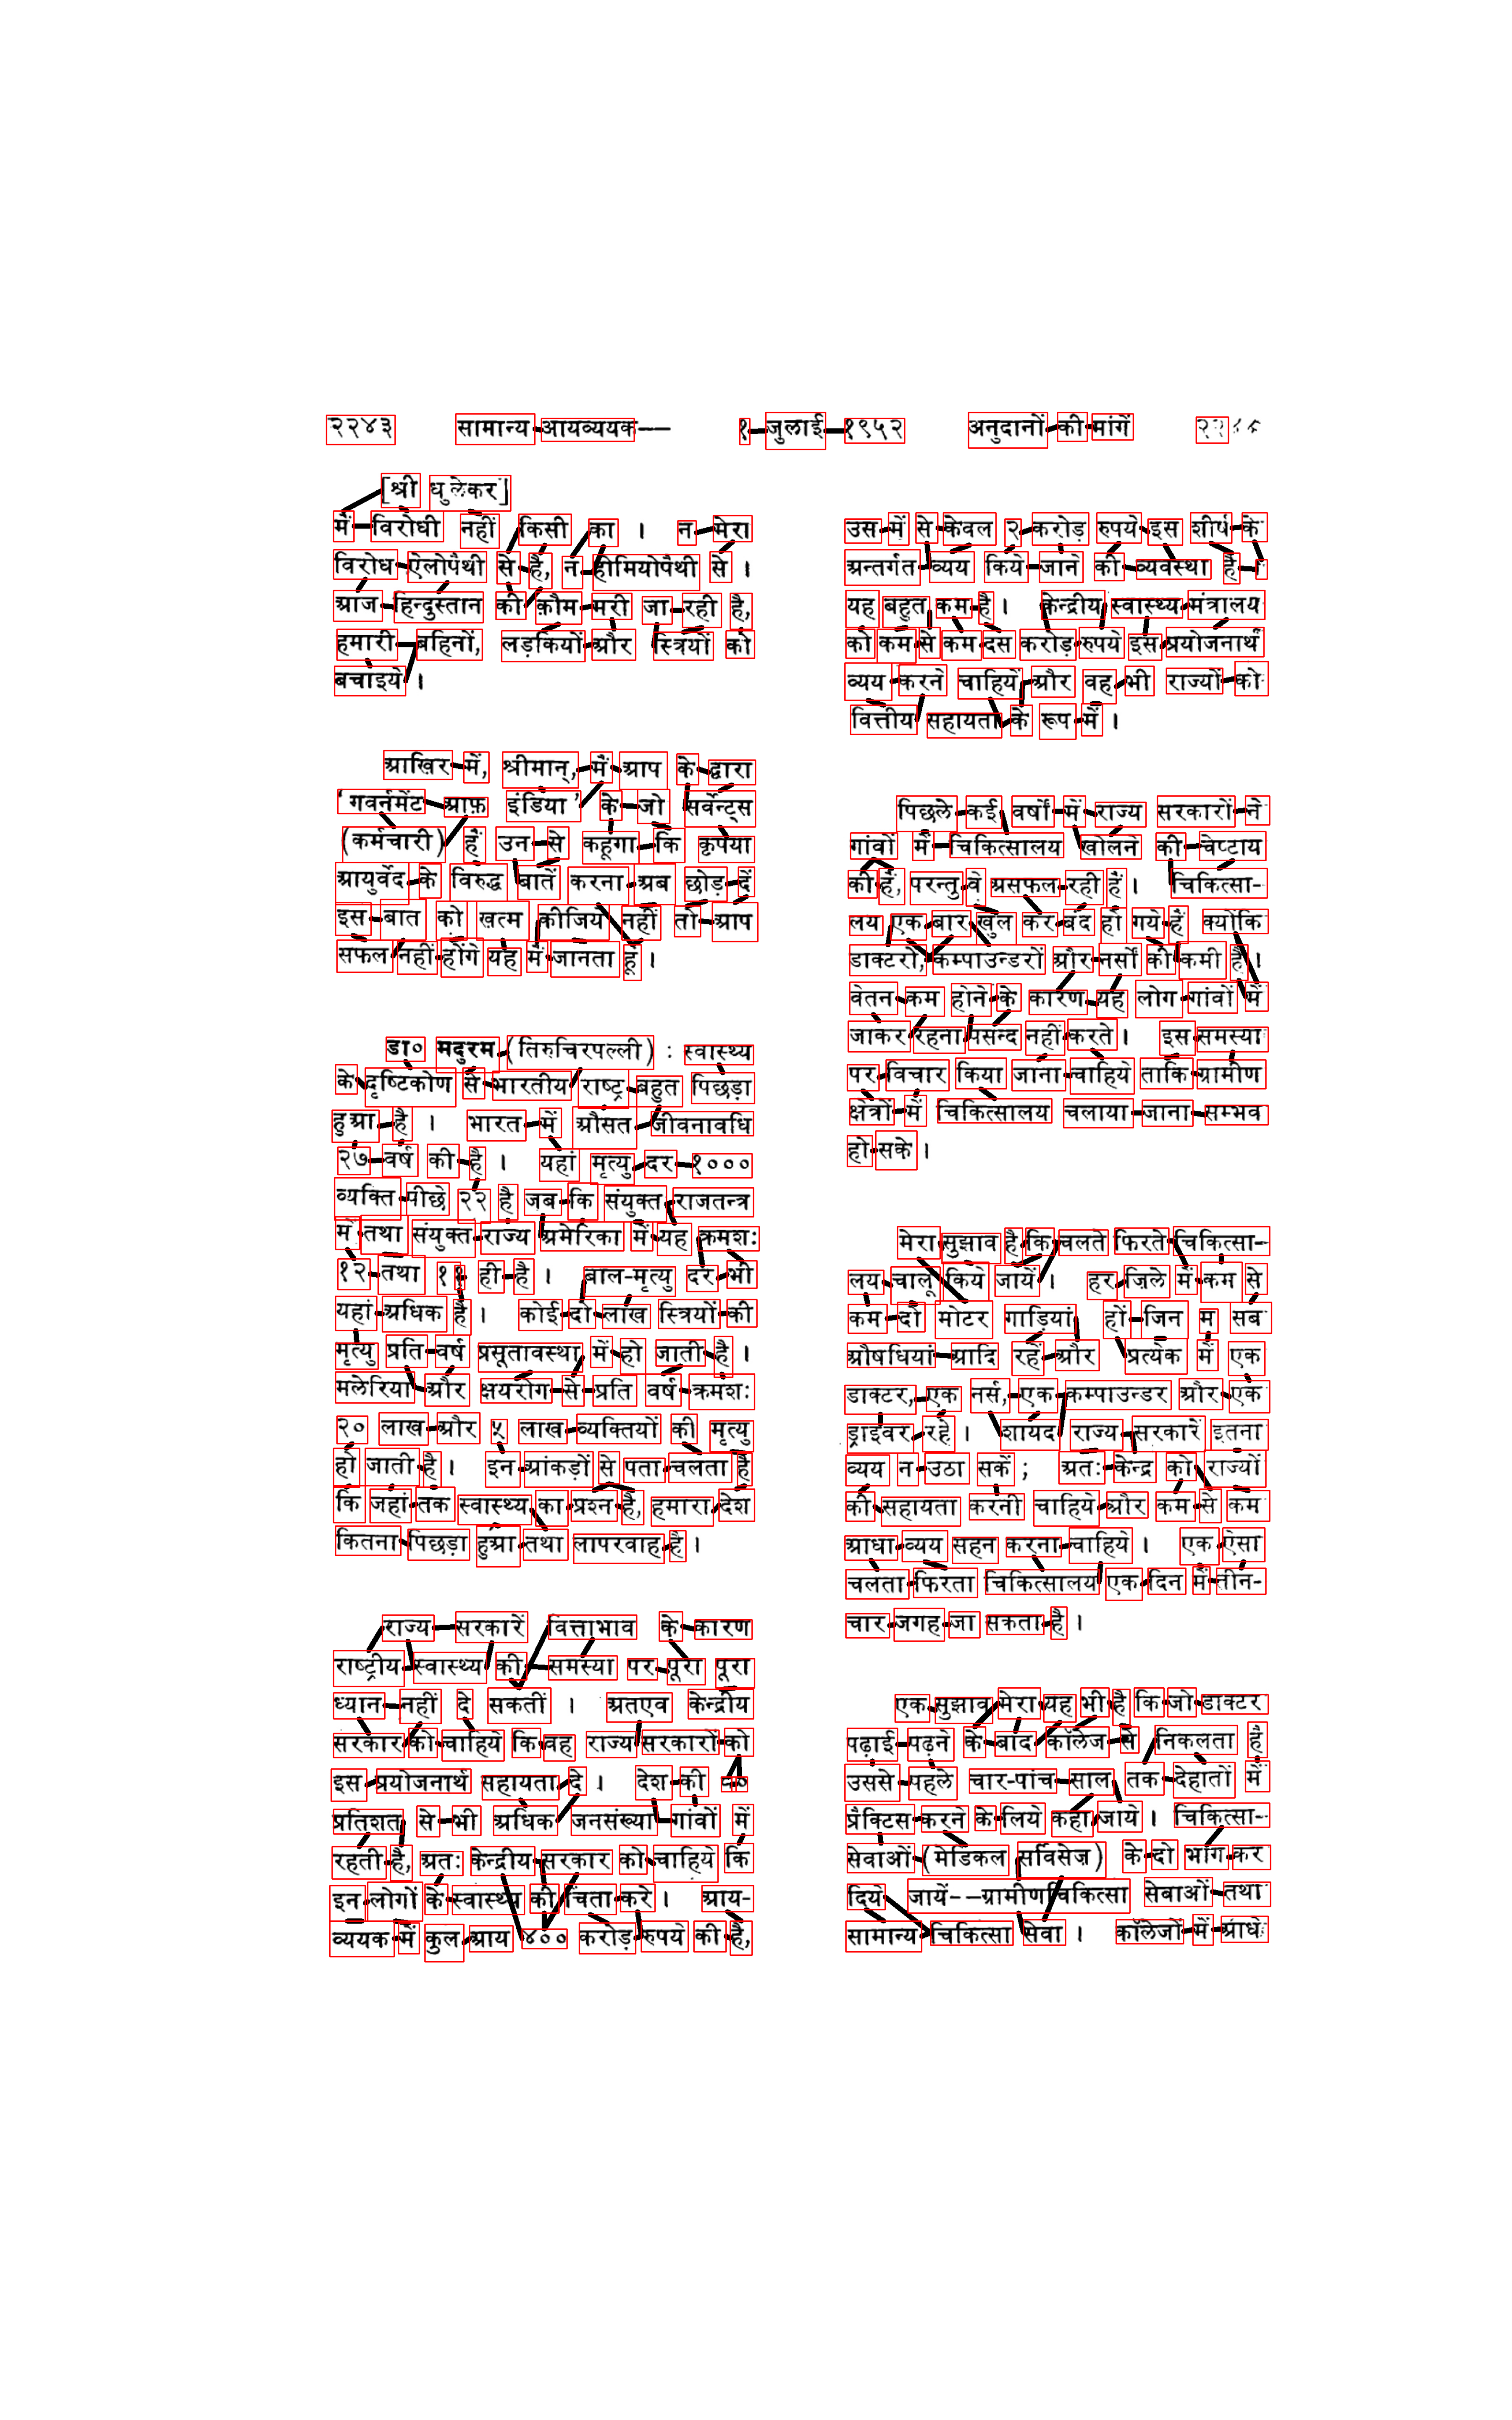 २२४३ सामान्य आयव्ययक—— १ जुलाई १९५२ अनुदानों की मांगें
[श्री धुलेकर]
में विरोधी नहीं किसी का । न मेरा
विरोध ऐलोपैथी से है, न होमियोपैथी से ।
आज हिन्दुस्तान की क़ौम मरी जा रही है,
हमारी बहिनों, लड़कियों और स्त्रियों को
बचाइये ।
आखिर में, श्रीमान्, में आप के द्वारा
'गवर्नमेंट आफ़ इंडिया' के जो सर्वेन्ट्स
(कर्मचारी) हैं उन से कहूंगा कि कृपया
आयुर्वेद के विरुद्ध बातें करना अब छोड़ दें
इस बात को खत्म कीजिये नहीं तो आप
सफल नहीं होंगे यह में जानता हूं ।
डा० मदुरम (तिरुचिरपल्ली) : स्वास्थ्य
के दृष्टिकोण से भारतीय राष्ट्र बहुत पिछड़ा
हुआ है । भारत में औसत जीवनावधि
२७ वर्ष की है । यहां मृत्यु दर १०००
व्यक्ति पीछे २२ है जब कि संयुक्त राजतन्त्र
में तथा संयुक्त राज्य अमेरिका में यह क्रमशः
१२ तथा ११ ही है । बाल-मृत्यु दर भी
यहां अधिक है । कोई दो लाख स्त्रियों की
मृत्यु प्रति वर्ष प्रसूतावस्था में हो जाती है ।
मलेरिया और क्षयरोग से प्रति वर्ष क्रमशः
२० लाख और ५ लाख व्यक्तियों की मृत्यु
हो जाती है । इन आंकड़ों से पता चलता है
कि जहां तक स्वास्थ्य का प्रश्न है, हमारा देश
कितना पिछड़ा हुआ तथा लापरवाह है ।
राज्य सरकारें वित्ताभाव के कारण
राष्ट्रीय स्वास्थ्य की समस्या पर पूरा पूरा
ध्यान नहीं दे सकतीं । अतएव केन्द्रीय
सरकार को चाहिये कि वह राज्य सरकारों को
इस प्रयोजनार्थ सहायता दे । देश की
प्रतिशत से भी अधिक जनसंख्या गांवों में
रहती है, अतः केन्द्रीय सरकार को चाहिये कि
इन लोगों के स्वास्थ्य की चिंता करे । आय-
व्ययक में कुल आय ४०० करोड़ रुपये की है,
उस में से केवल २ करोड़ रुपये इस शीर्ष के
अन्तर्गत व्यय किये जाने की व्यवस्था है ।
यह बहुत कम है । केन्द्रीय स्वास्थ्य मंत्रालय
को कम से कम दस करोड़ रुपये इस प्रयोजनार्थ
व्यय करने चाहियें और वह भी राज्यों को
वित्तीय सहायता के रूप में ।
पिछले कई वर्षों में राज्य सरकारों ने
गांवों में चिकित्सालय खोलने की चेष्टायें
की हैं, परन्तु वे असफल रही हैं । चिकित्सा-
लय एक बार खुल कर बंद हो गये हैं क्योंकि
डाक्टरों, कम्पाउन्डरों और नर्सों की कमी है ।
वेतन कम होने के कारण यह लोग गांवों में
जाकर रहना पसन्द नहीं करते । इस समस्या
पर विचार किया जाना चाहिये ताकि ग्रामीण
क्षेत्रों में चिकित्सालय चलाया जाना सम्भव
हो सके ।
मेरा सुझाव है कि चलते फिरते चिकित्सा-
लय चालू किये जायें । हर ज़िले में कम से
कम दो मोटर गाड़ियां हों जिन म सब
औषधियां आदि रहें और प्रत्येक में एक
डाक्टर, एक नर्स, एक कम्पाउन्डर और एक
ड्राइवर रहे । शायद राज्य सरकारें इतना
व्यय न उठा सकें ; अतः केन्द्र को राज्यों
की सहायता करनी चाहिये और कम से कम
आधा व्यय सहन करना चाहिये । एक ऐसा
चलता फिरता चिकित्सालय एक दिन में तीन-
चार जगह जा सकता है ।
एक सुझाव मेरा यह भी है कि जो डाक्टर
पढ़ाई पढ़ने के बाद कॉलेज से निकलता है
उससे पहले चार-पांच साल तक देहातों में
प्रैक्टिस करने के लिये कहा जाये । चिकित्सा-
सेवाओं (मेडिकल सर्विसेज़) के दो भाग कर
दिये जायें——ग्रामीण चिकित्सा सेवाओं तथा
सामान्य चिकित्सा सेवा । कॉलेजों में आधे